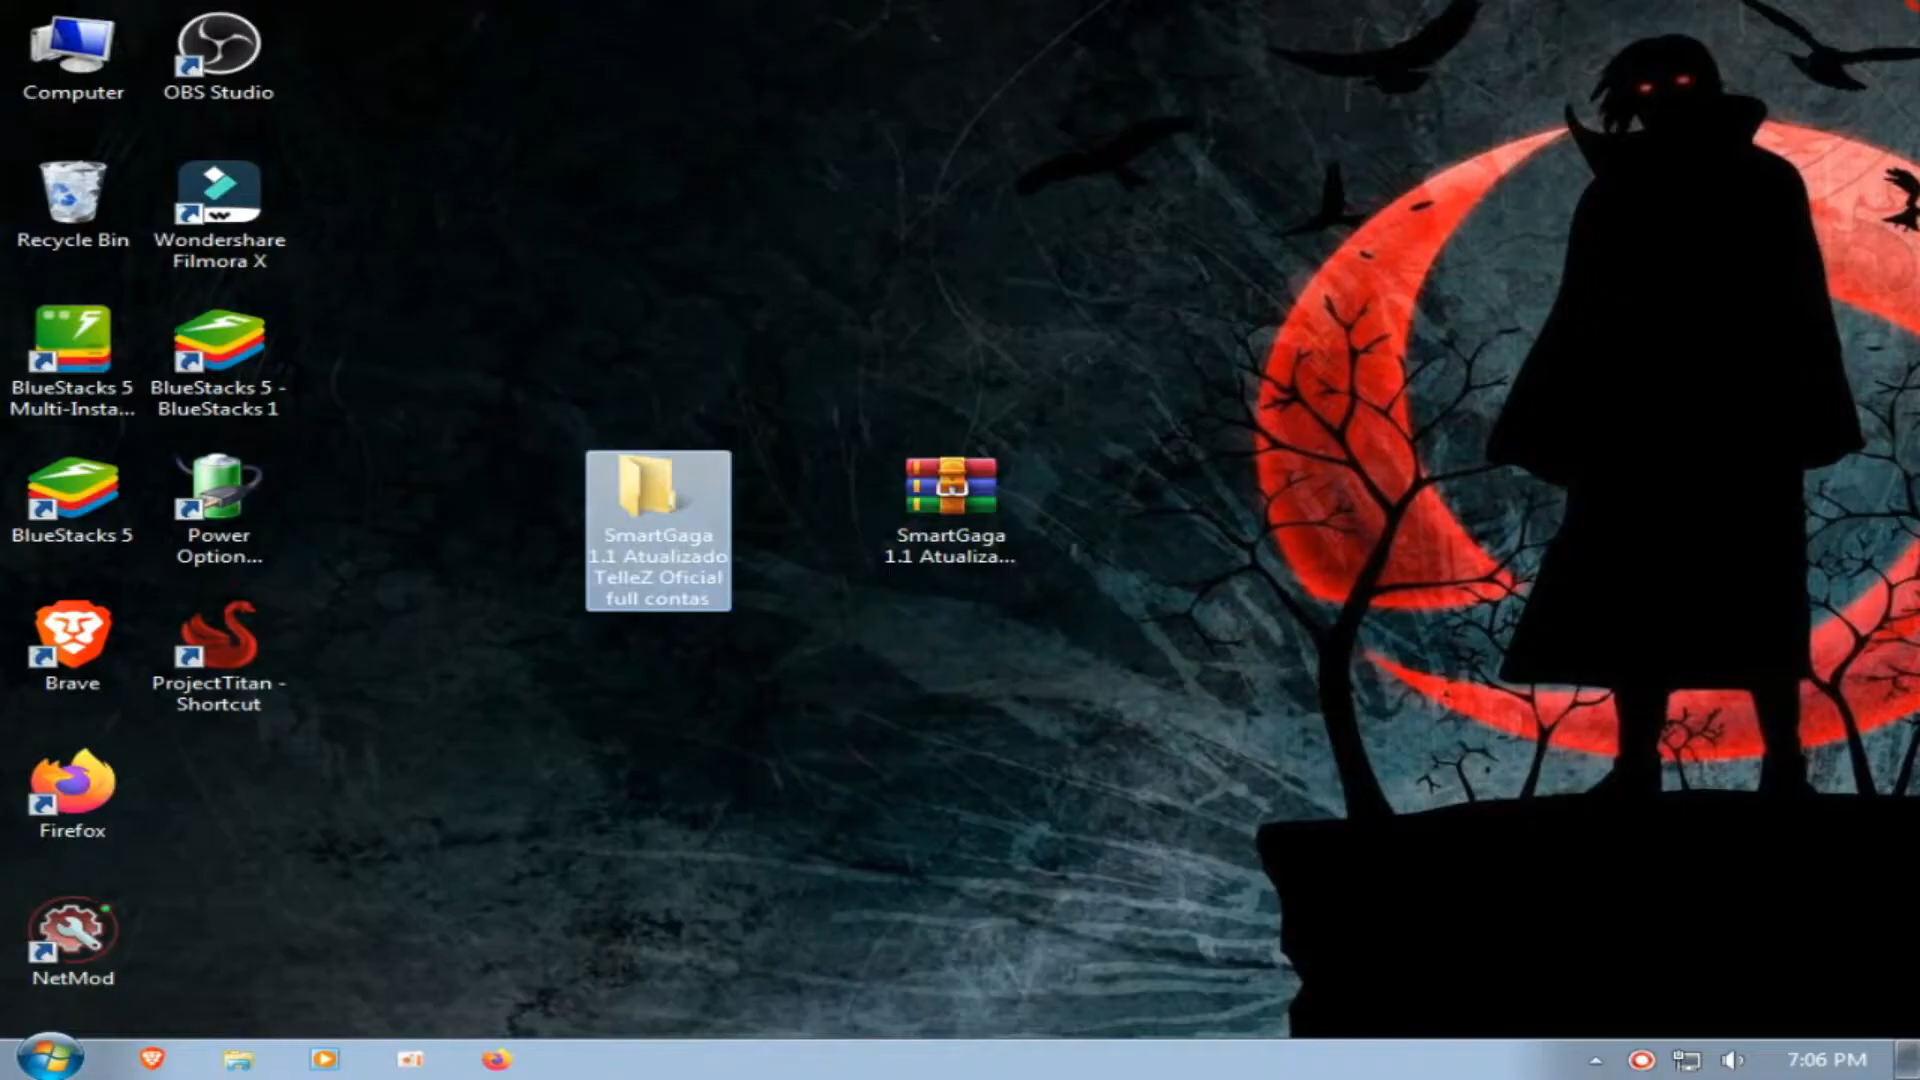 Computer
OBS Studio
Recycle Bin
Wondershare
Filmora X
BlueStacks 5
Multi-Insta...
BlueStacks 5 -
BlueStacks 1
BlueStacks 5
Power
Option...
SmartGaga
1.1 Atualizado
TelleZ Oficial
full contas
SmartGaga
1.1 Atualiza...
Brave
ProjectTitan -
Shortcut
Firefox
NetMod
7:06 PM